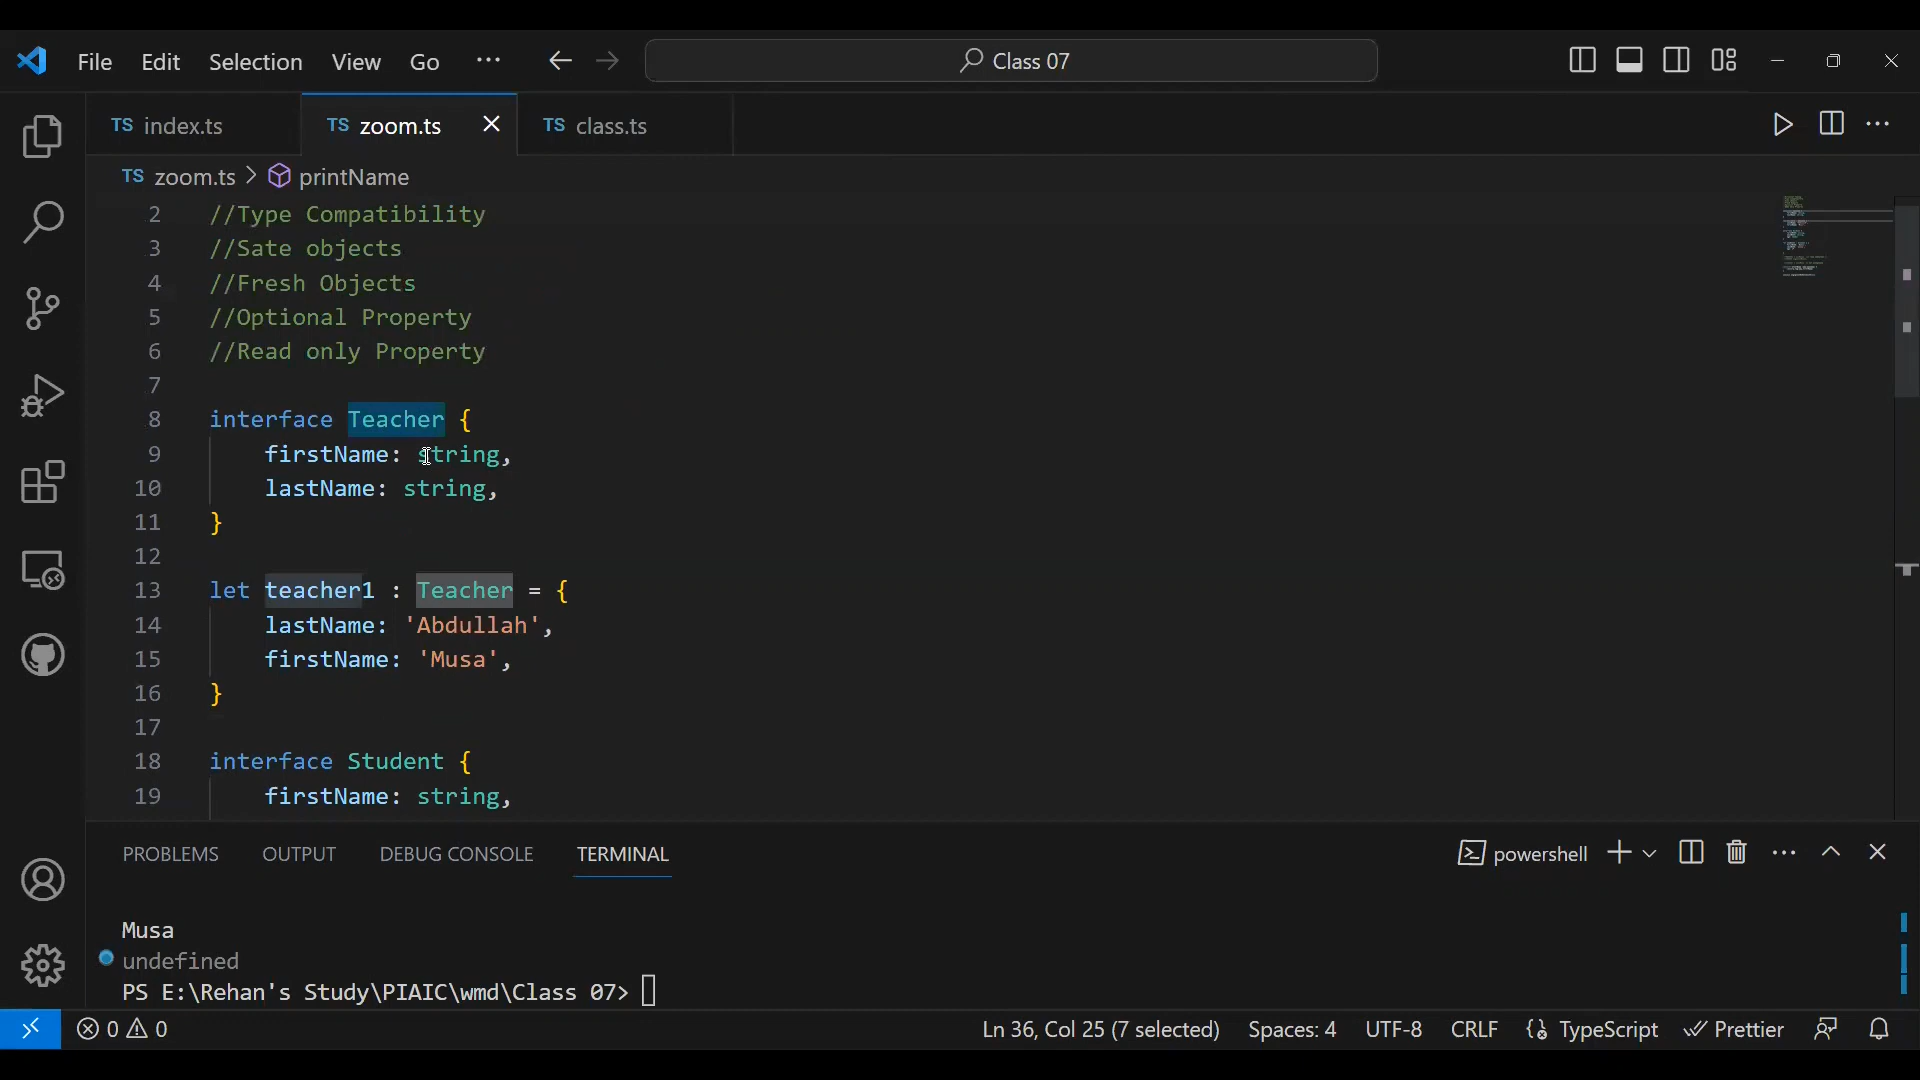 File Edit Selection View Go ··· Class 07
TS index.ts TS zoom.ts TS class.ts
TS zoom.ts > printName
2 //Type Compatibility
3 //Sate objects
4 //Fresh Objects
5 //Optional Property
6 //Read only Property
7
8 interface Teacher {
9 firstName: string,
10 lastName: string,
11 }
12
13 let teacher1 : Teacher = {
14 lastName: 'Abdullah',
15 firstName: 'Musa',
16 }
17
18 interface Student {
19 firstName: string,
PROBLEMS OUTPUT DEBUG CONSOLE TERMINAL powershell
Musa
undefined
PS E:\Rehan's Study\PIAIC\wmd\Class 07>
0 0 Ln 36, Col 25 (7 selected) Spaces: 4 UTF-8 CRLF {} TypeScript Prettier